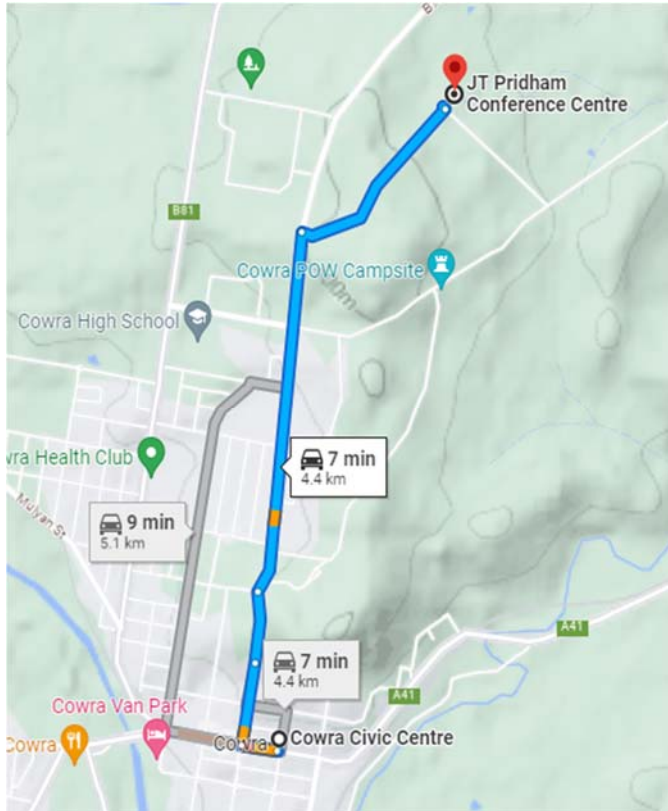 JT Pridham
Conference Centre
B81
Cowra POW Campsite
Cowra High School
7 min
4.4 km
wra Health Club
Mulyan St
9 min
5.1 km
A41
7 min
4.4 km
A41
Cowra Van Park
Cowra
Cowra
Cowra Civic Centre